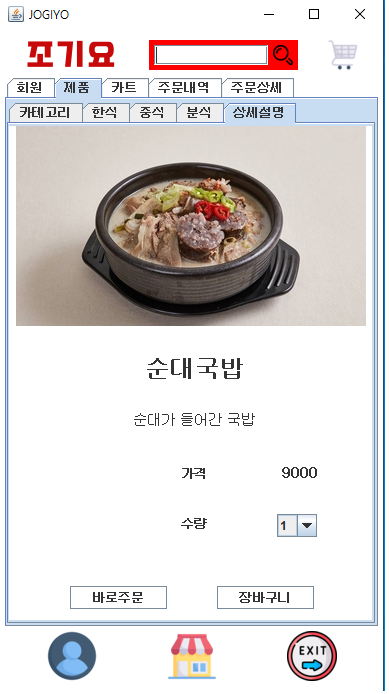 JOGIYO
쪼기요
회원 제품 카트 주문내역 주문상세
카테고리 한식 중식 분식 상세설명
순대국밥
순대가 들어간 국밥
가격 9000
수량 1
바로주문 장바구니
EXIT